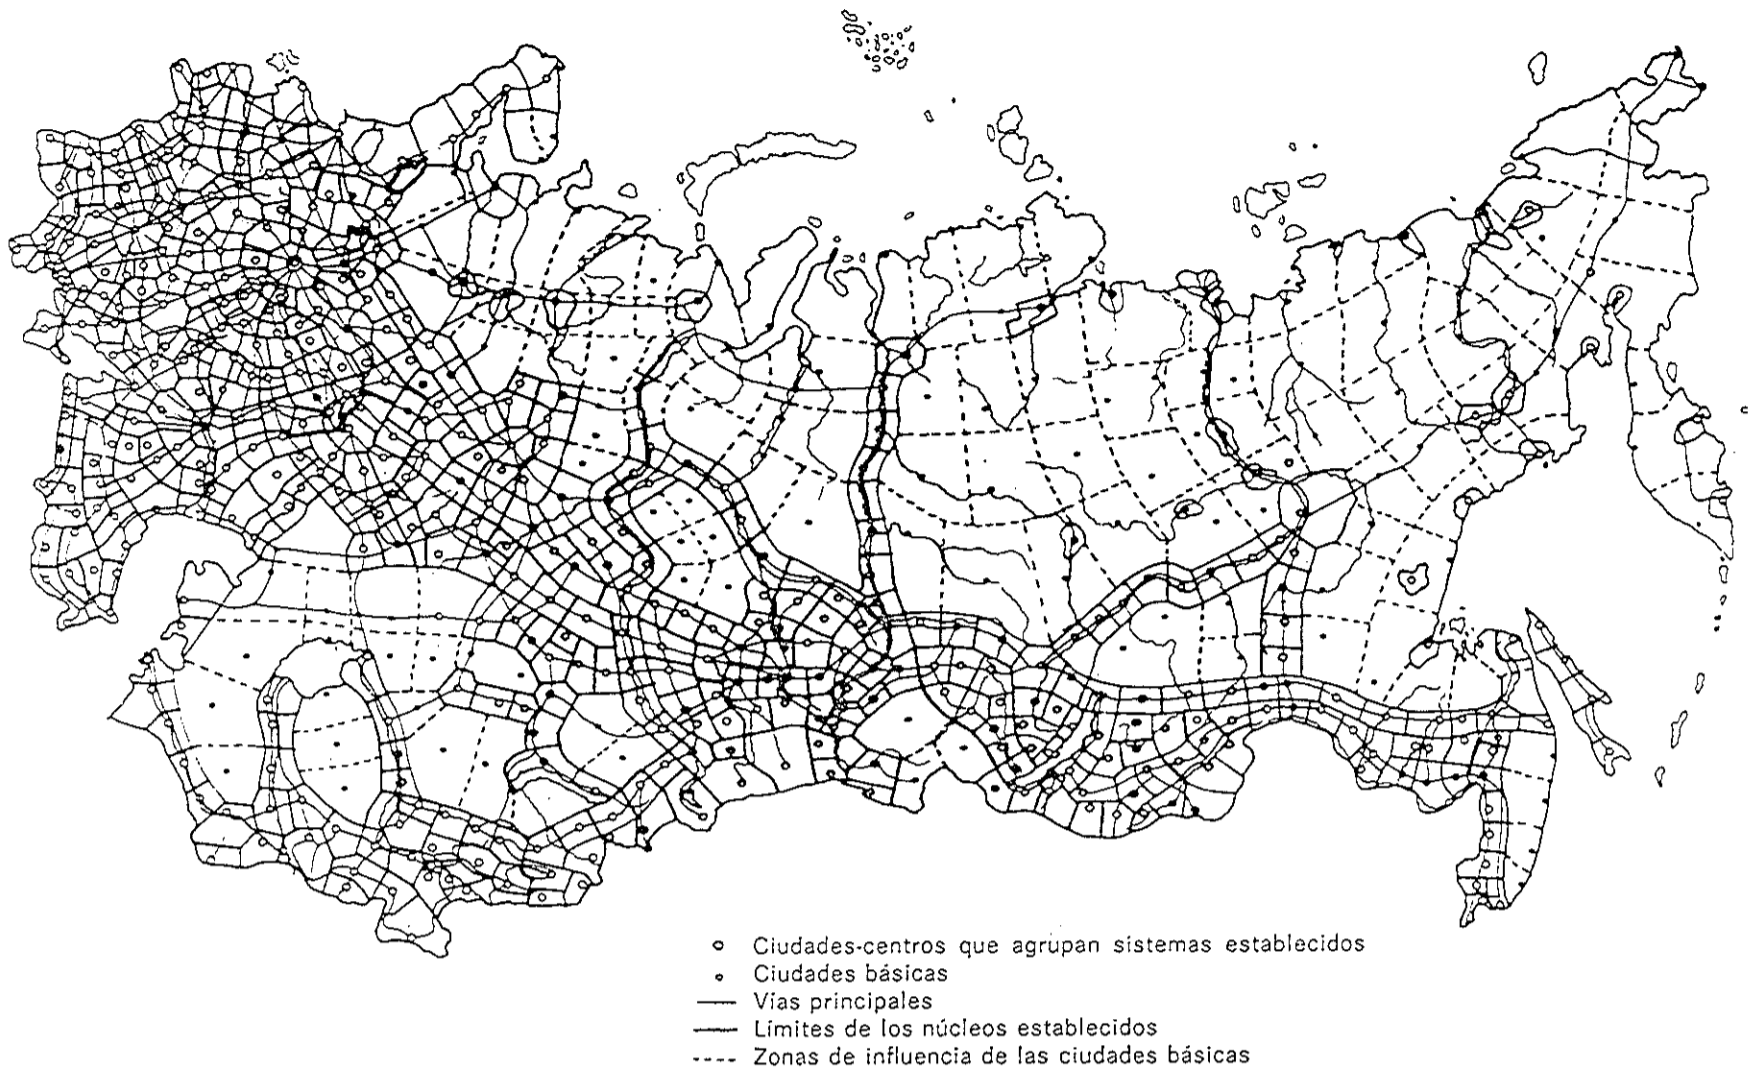 Ciudades-centros que agrupan sistemas establecidos
Ciudades básicas
Vías principales
Límites de los núcleos establecidos
Zonas de influencia de las ciudades básicas